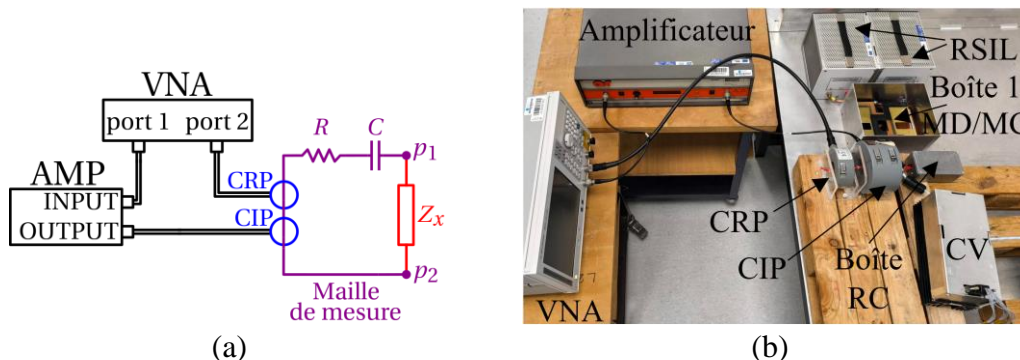 VNA
port 1 port 2
AMP
INPUT
OUTPUT
CRP
CIP
R
C
p1
Zx
p2
Maille
de mesure
(a)
Amplificateur
RSIL
Boîte 1
MD/MC
CRP
CIP
Boîte
RC
CV
VNA
(b)